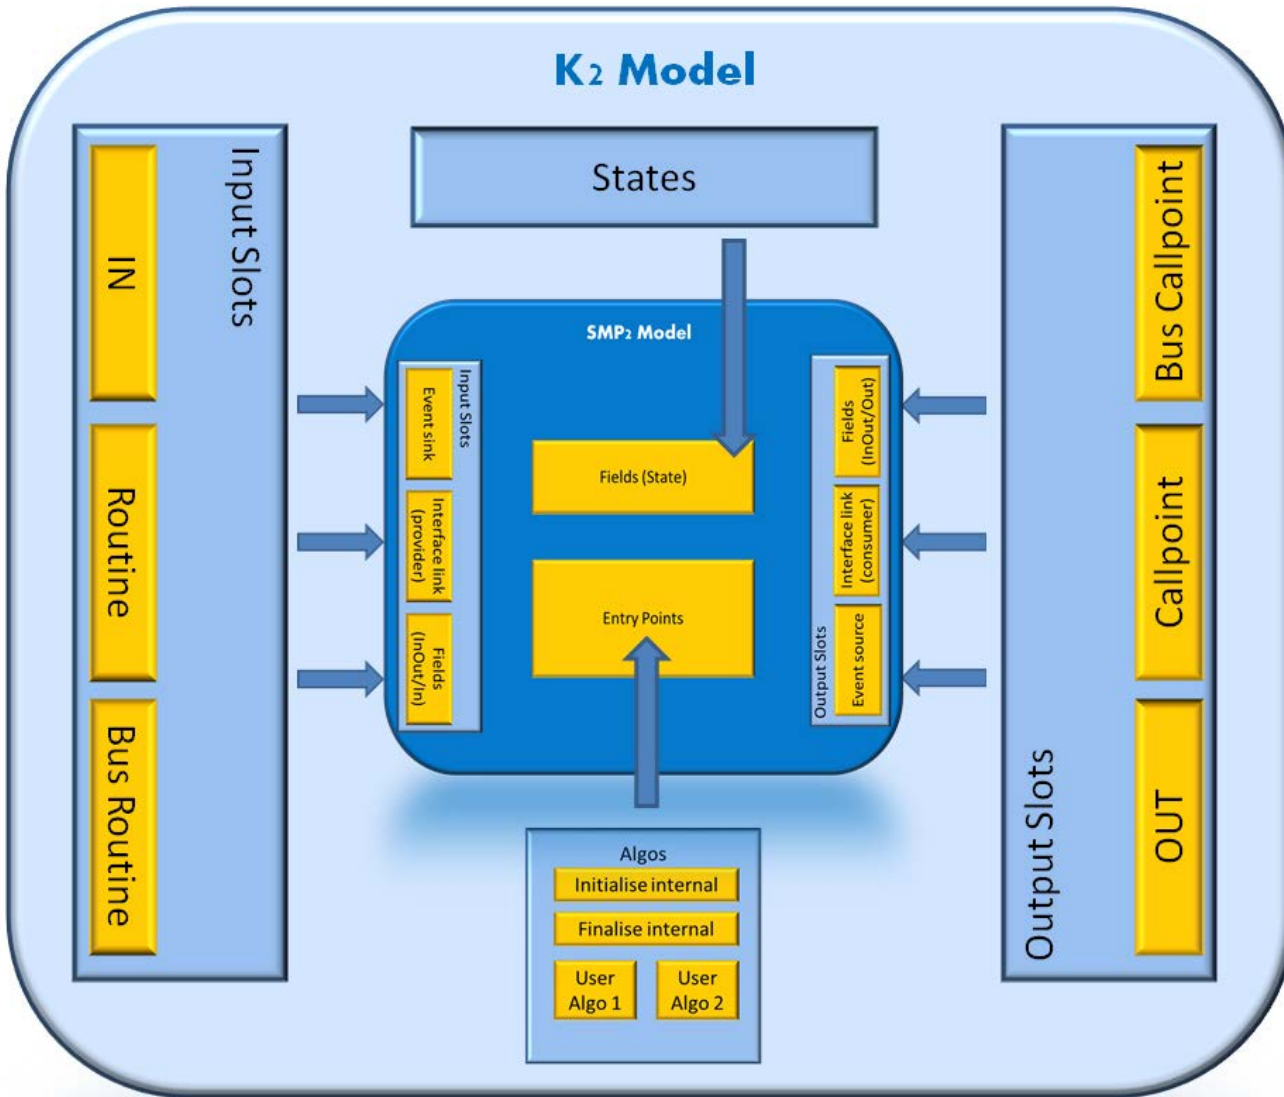 K2 Model
Input Slots
IN
Routine
Bus Routine
States
SMP2 Model
Input Slots
Event sink
Interface link
(provider)
Fields
(InOut/In)
Fields (State)
Entry Points
Fields
(InOut/Out)
Interface link
(consumer)
Event source
Output Slots
Algos
Initialise internal
Finalise internal
User
Algo 1
User
Algo 2
Bus Callpoint
Callpoint
OUT
Output Slots